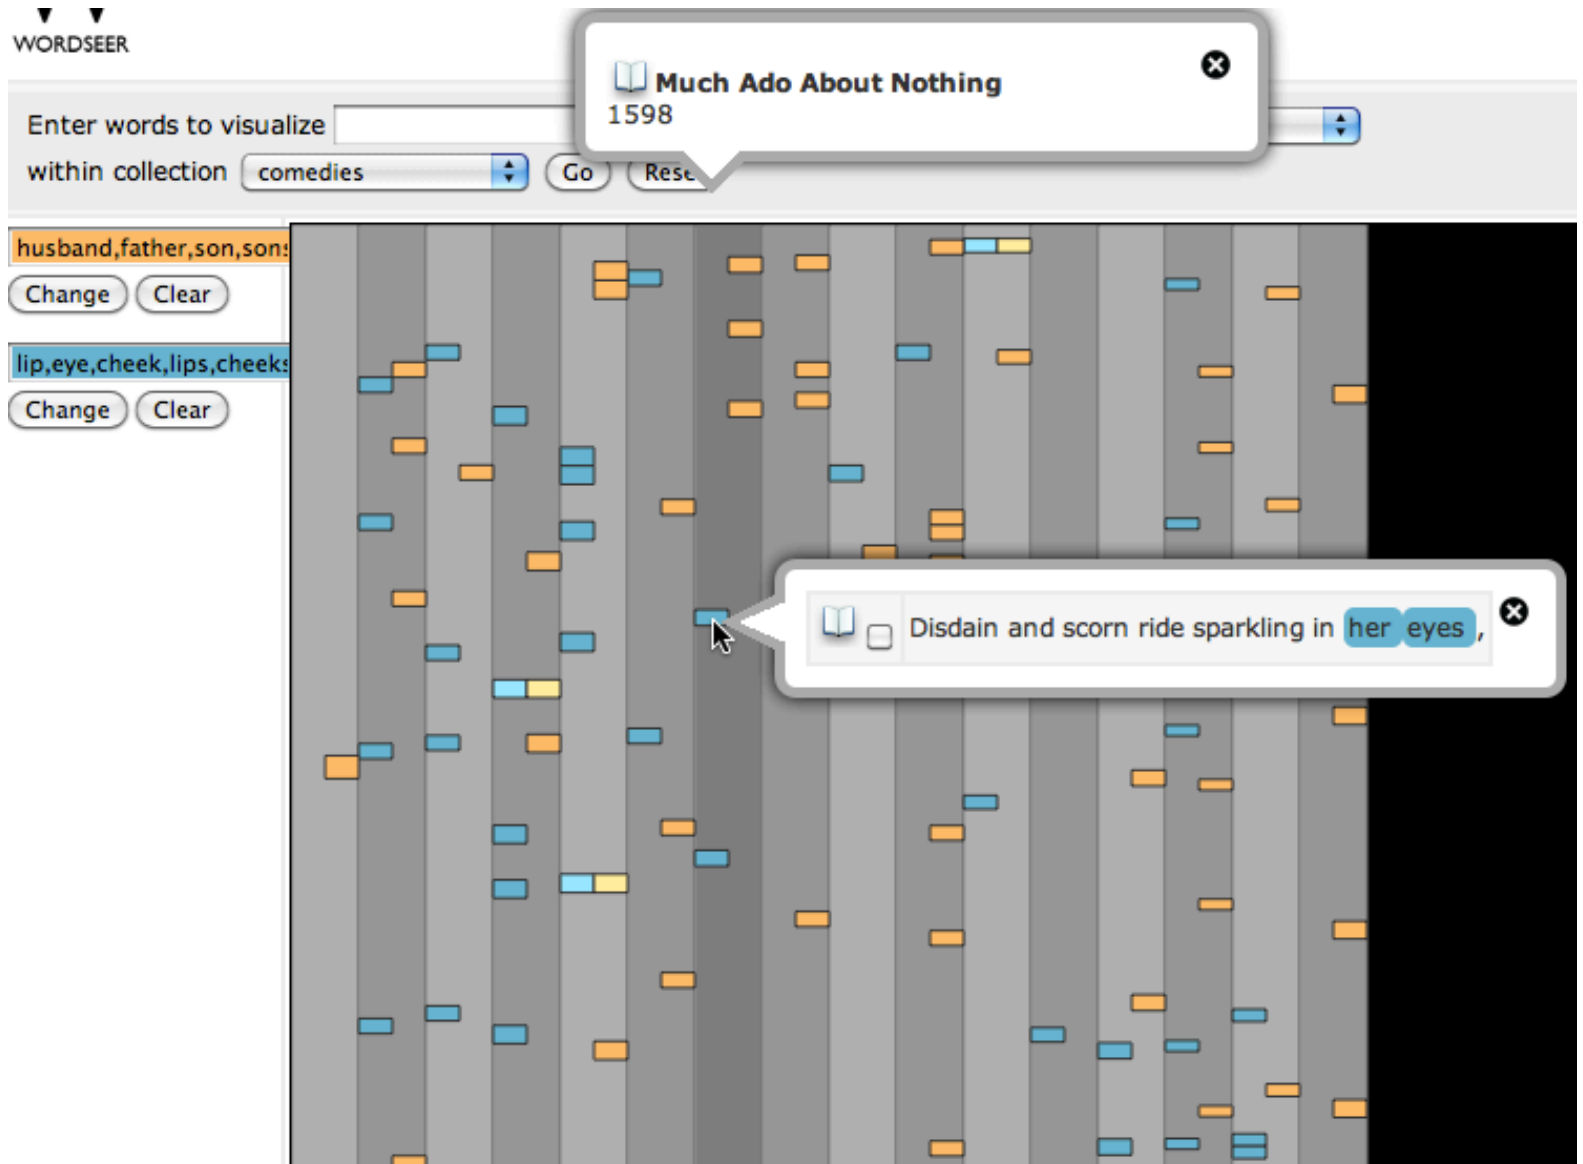 WORDSEER
Much Ado About Nothing
1598
Enter words to visualize
within collection comedies Go Rese
husband,father,son,sons
Change Clear
lip,eye,cheek,lips,cheeks
Change Clear
Disdain and scorn ride sparkling in her eyes ,